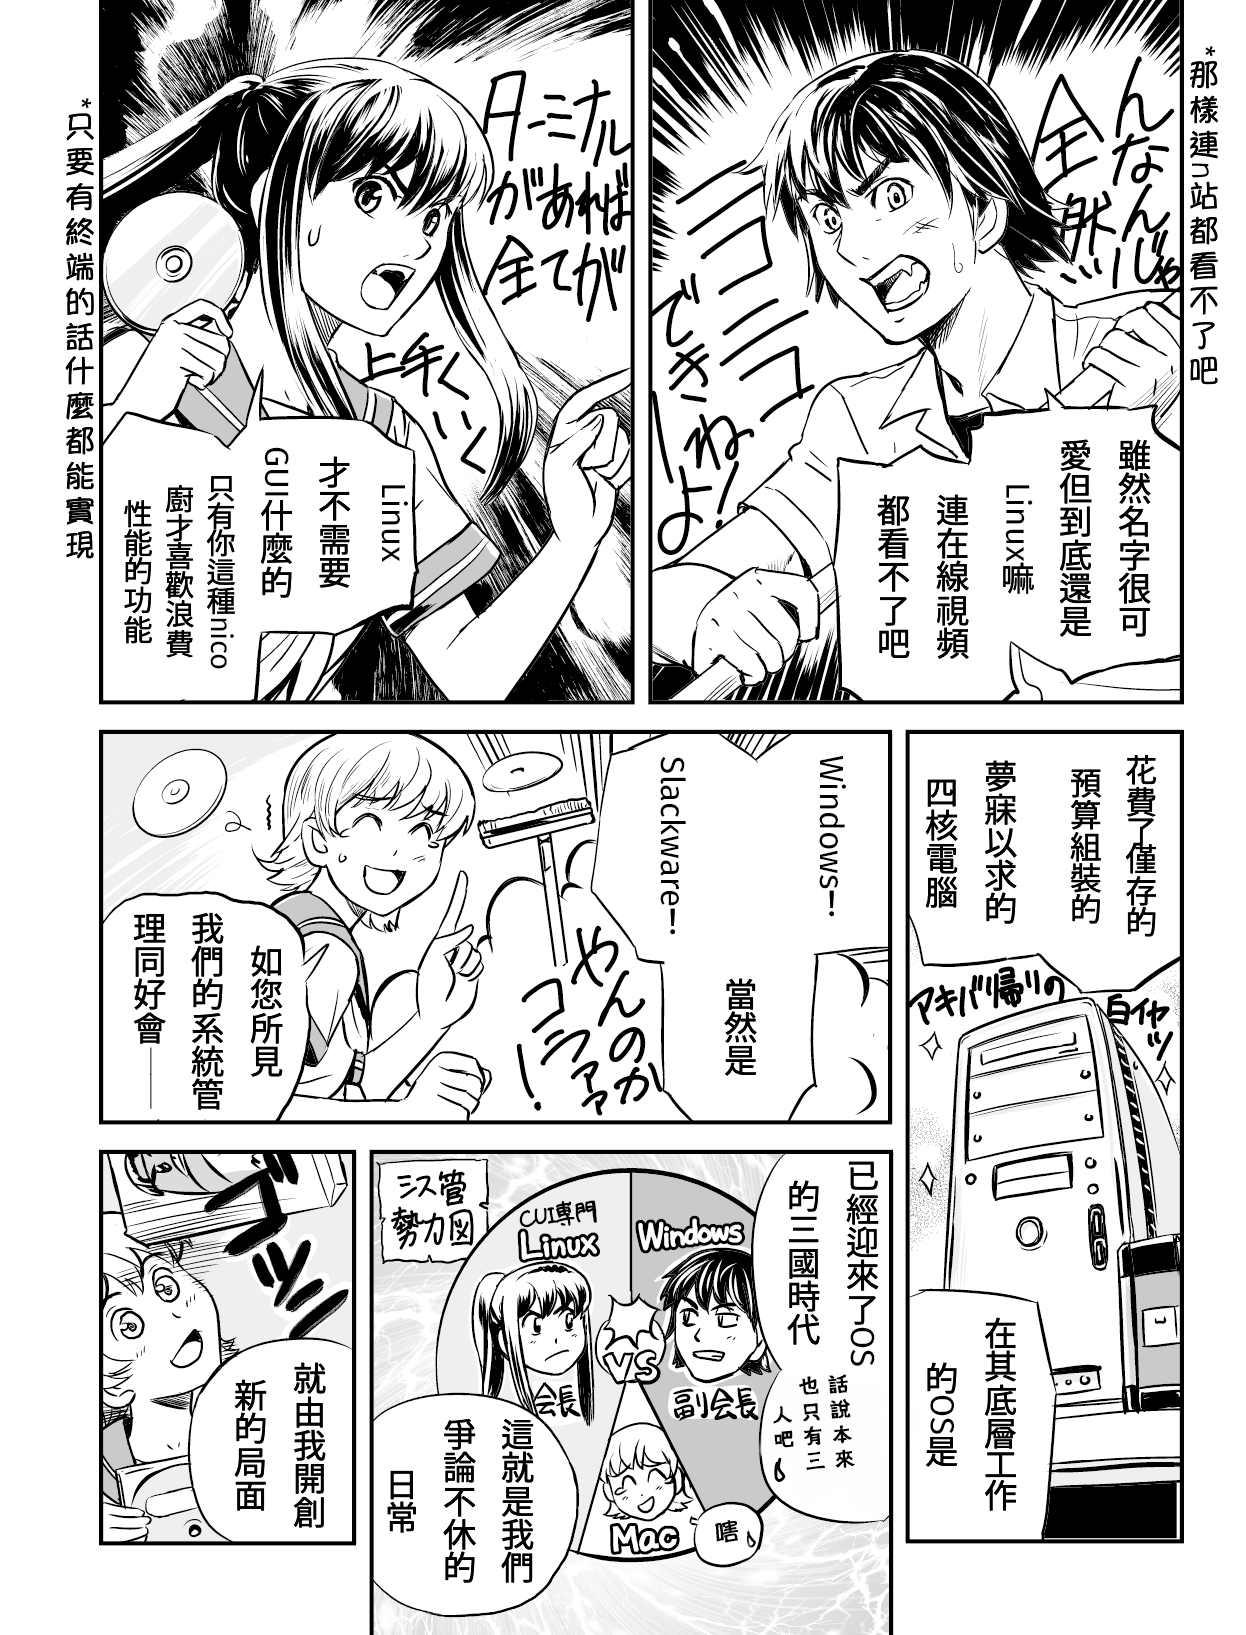 *那樣連n站都看不了吧
んなんじゃ
全然ッ
ニコニコ
できねぇ
しよ!
雖然名字很可
愛但到底還是
Linux嘛
連在線視頻
都看不了吧
ターミナル
があれば
全てが
上手く
いく
Linux
才不需要
GUI什麼的
只有你這種nico
廚才喜歡浪費
性能的功能
*只要有終端的話什麼都能實現
花費了僅存的
預算組裝的
夢寐以求的
四核電腦
アキバ帰りの
白イヤツ
在其底層工作
的OS是
Windows!
Slackware!
當然是
やんのか
コラァァ
!
如您所見
我們的系統管
理同好會——
已經迎來了OS
的三國時代
話說本來
也只有三
人吧
シス管
勢力図
CUI専門
Linux
Windows
VS
会長
副会長
Mac
嗐
這就是我們
爭論不休的
日常
ゴゴゴ
就由我開創
新的局面